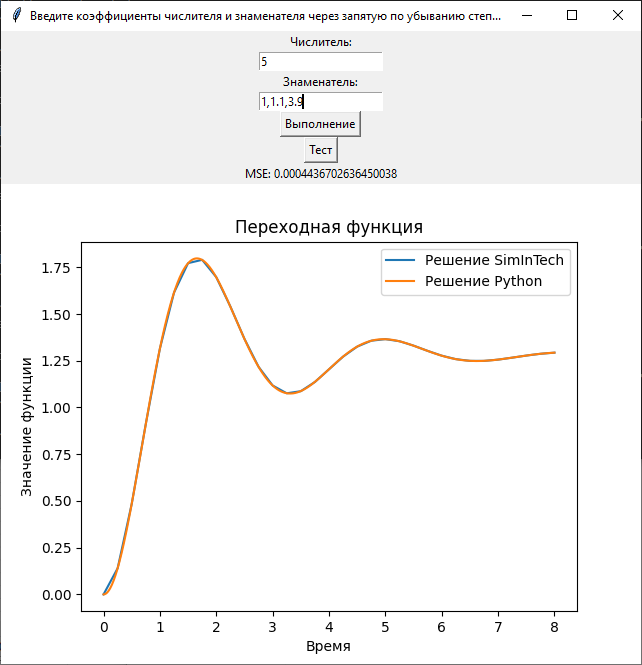 Введите коэффициенты числителя и знаменателя через запятую по убыванию степ...
Числитель:
5
Знаменатель:
1,1.1,3.9
Выполнение
Тест
MSE: 0.0004436702636450038
Переходная функция
Решение SimInTech
Решение Python
1.75
1.50
1.25
1.00
0.75
0.50
0.25
0.00
Значение функции
0 1 2 3 4 5 6 7 8
Время